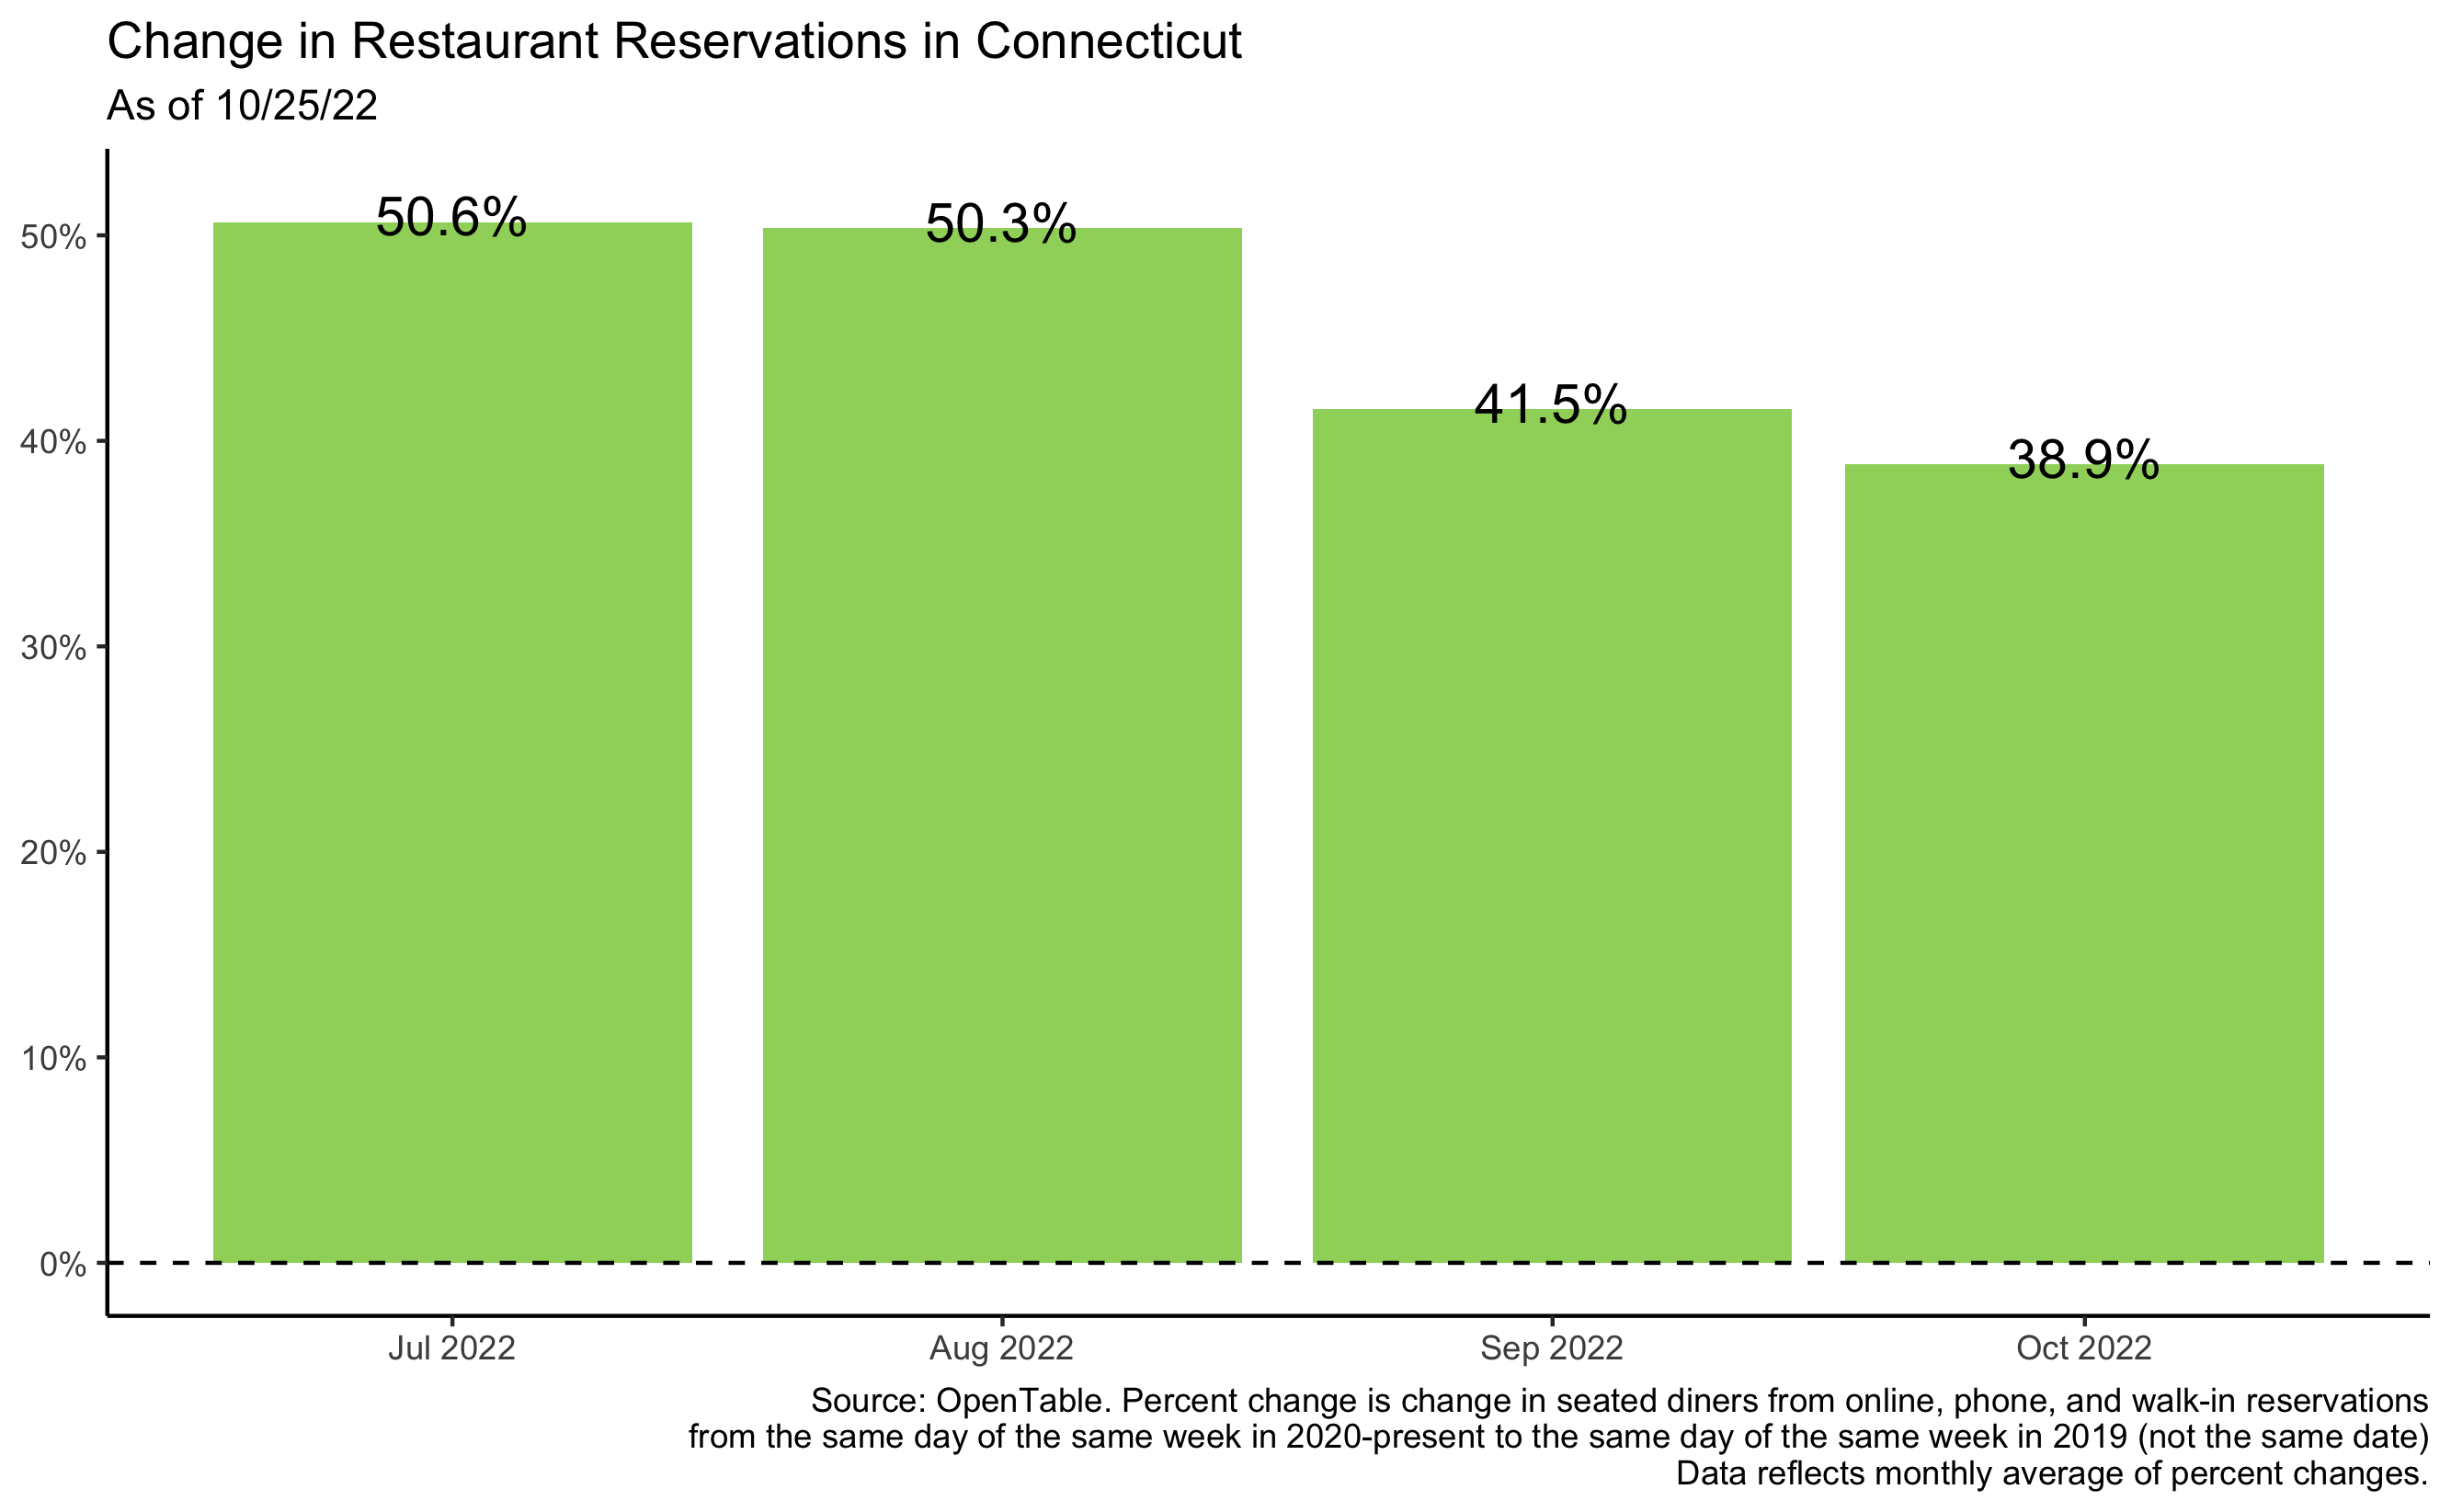 Change in Restaurant Reservations in Connecticut
As of 10/25/22
50.6%
50.3%
41.5%
38.9%
50%
40%
30%
20%
10%
0%
Jul 2022
Aug 2022
Sep 2022
Oct 2022
Source: OpenTable. Percent change is change in seated diners from online, phone, and walk-in reservations
from the same day of the same week in 2020-present to the same day of the same week in 2019 (not the same date)
Data reflects monthly average of percent changes.